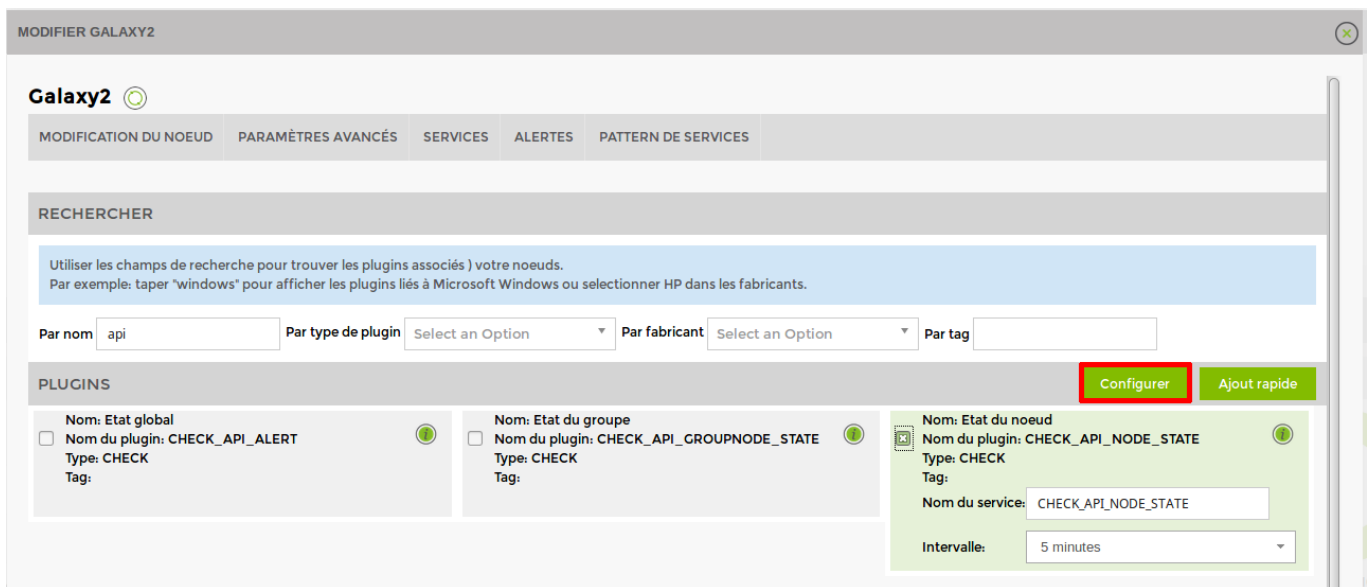 MODIFIER GALAXY2
Galaxy2
MODIFICATION DU NOEUD PARAMÈTRES AVANCÉS SERVICES ALERTES PATTERN DE SERVICES
RECHERCHER
Utiliser les champs de recherche pour trouver les plugins associés ) votre noeuds.
Par exemple: taper "windows" pour afficher les plugins liés à Microsoft Windows ou selectionner HP dans les fabricants.
Par nom api Par type de plugin Select an Option Par fabricant Select an Option Par tag
PLUGINS Configurer Ajout rapide
Nom: Etat global
Nom du plugin: CHECK_API_ALERT
Type: CHECK
Tag:
Nom: Etat du groupe
Nom du plugin: CHECK_API_GROUPNODE_STATE
Type: CHECK
Tag:
Nom: Etat du noeud
Nom du plugin: CHECK_API_NODE_STATE
Type: CHECK
Tag:
Nom du service: CHECK_API_NODE_STATE
Intervalle: 5 minutes